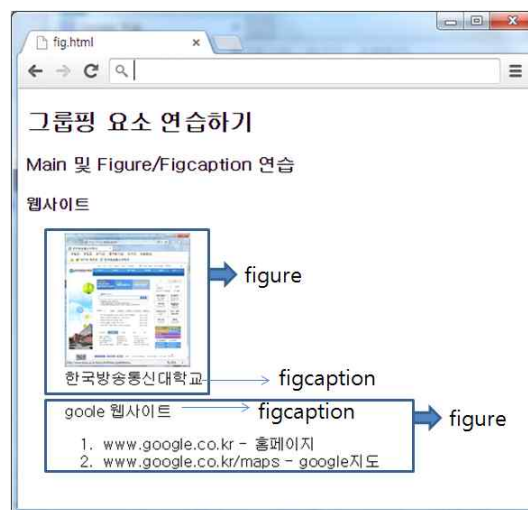 fig.html
그룹핑 요소 연습하기
Main 및 Figure/Figcaption 연습
웹사이트
figure
한국방송통신대학교
figcaption
goole 웹사이트
figcaption
figure
1. www.google.co.kr - 홈페이지
2. www.google.co.kr/maps - google지도